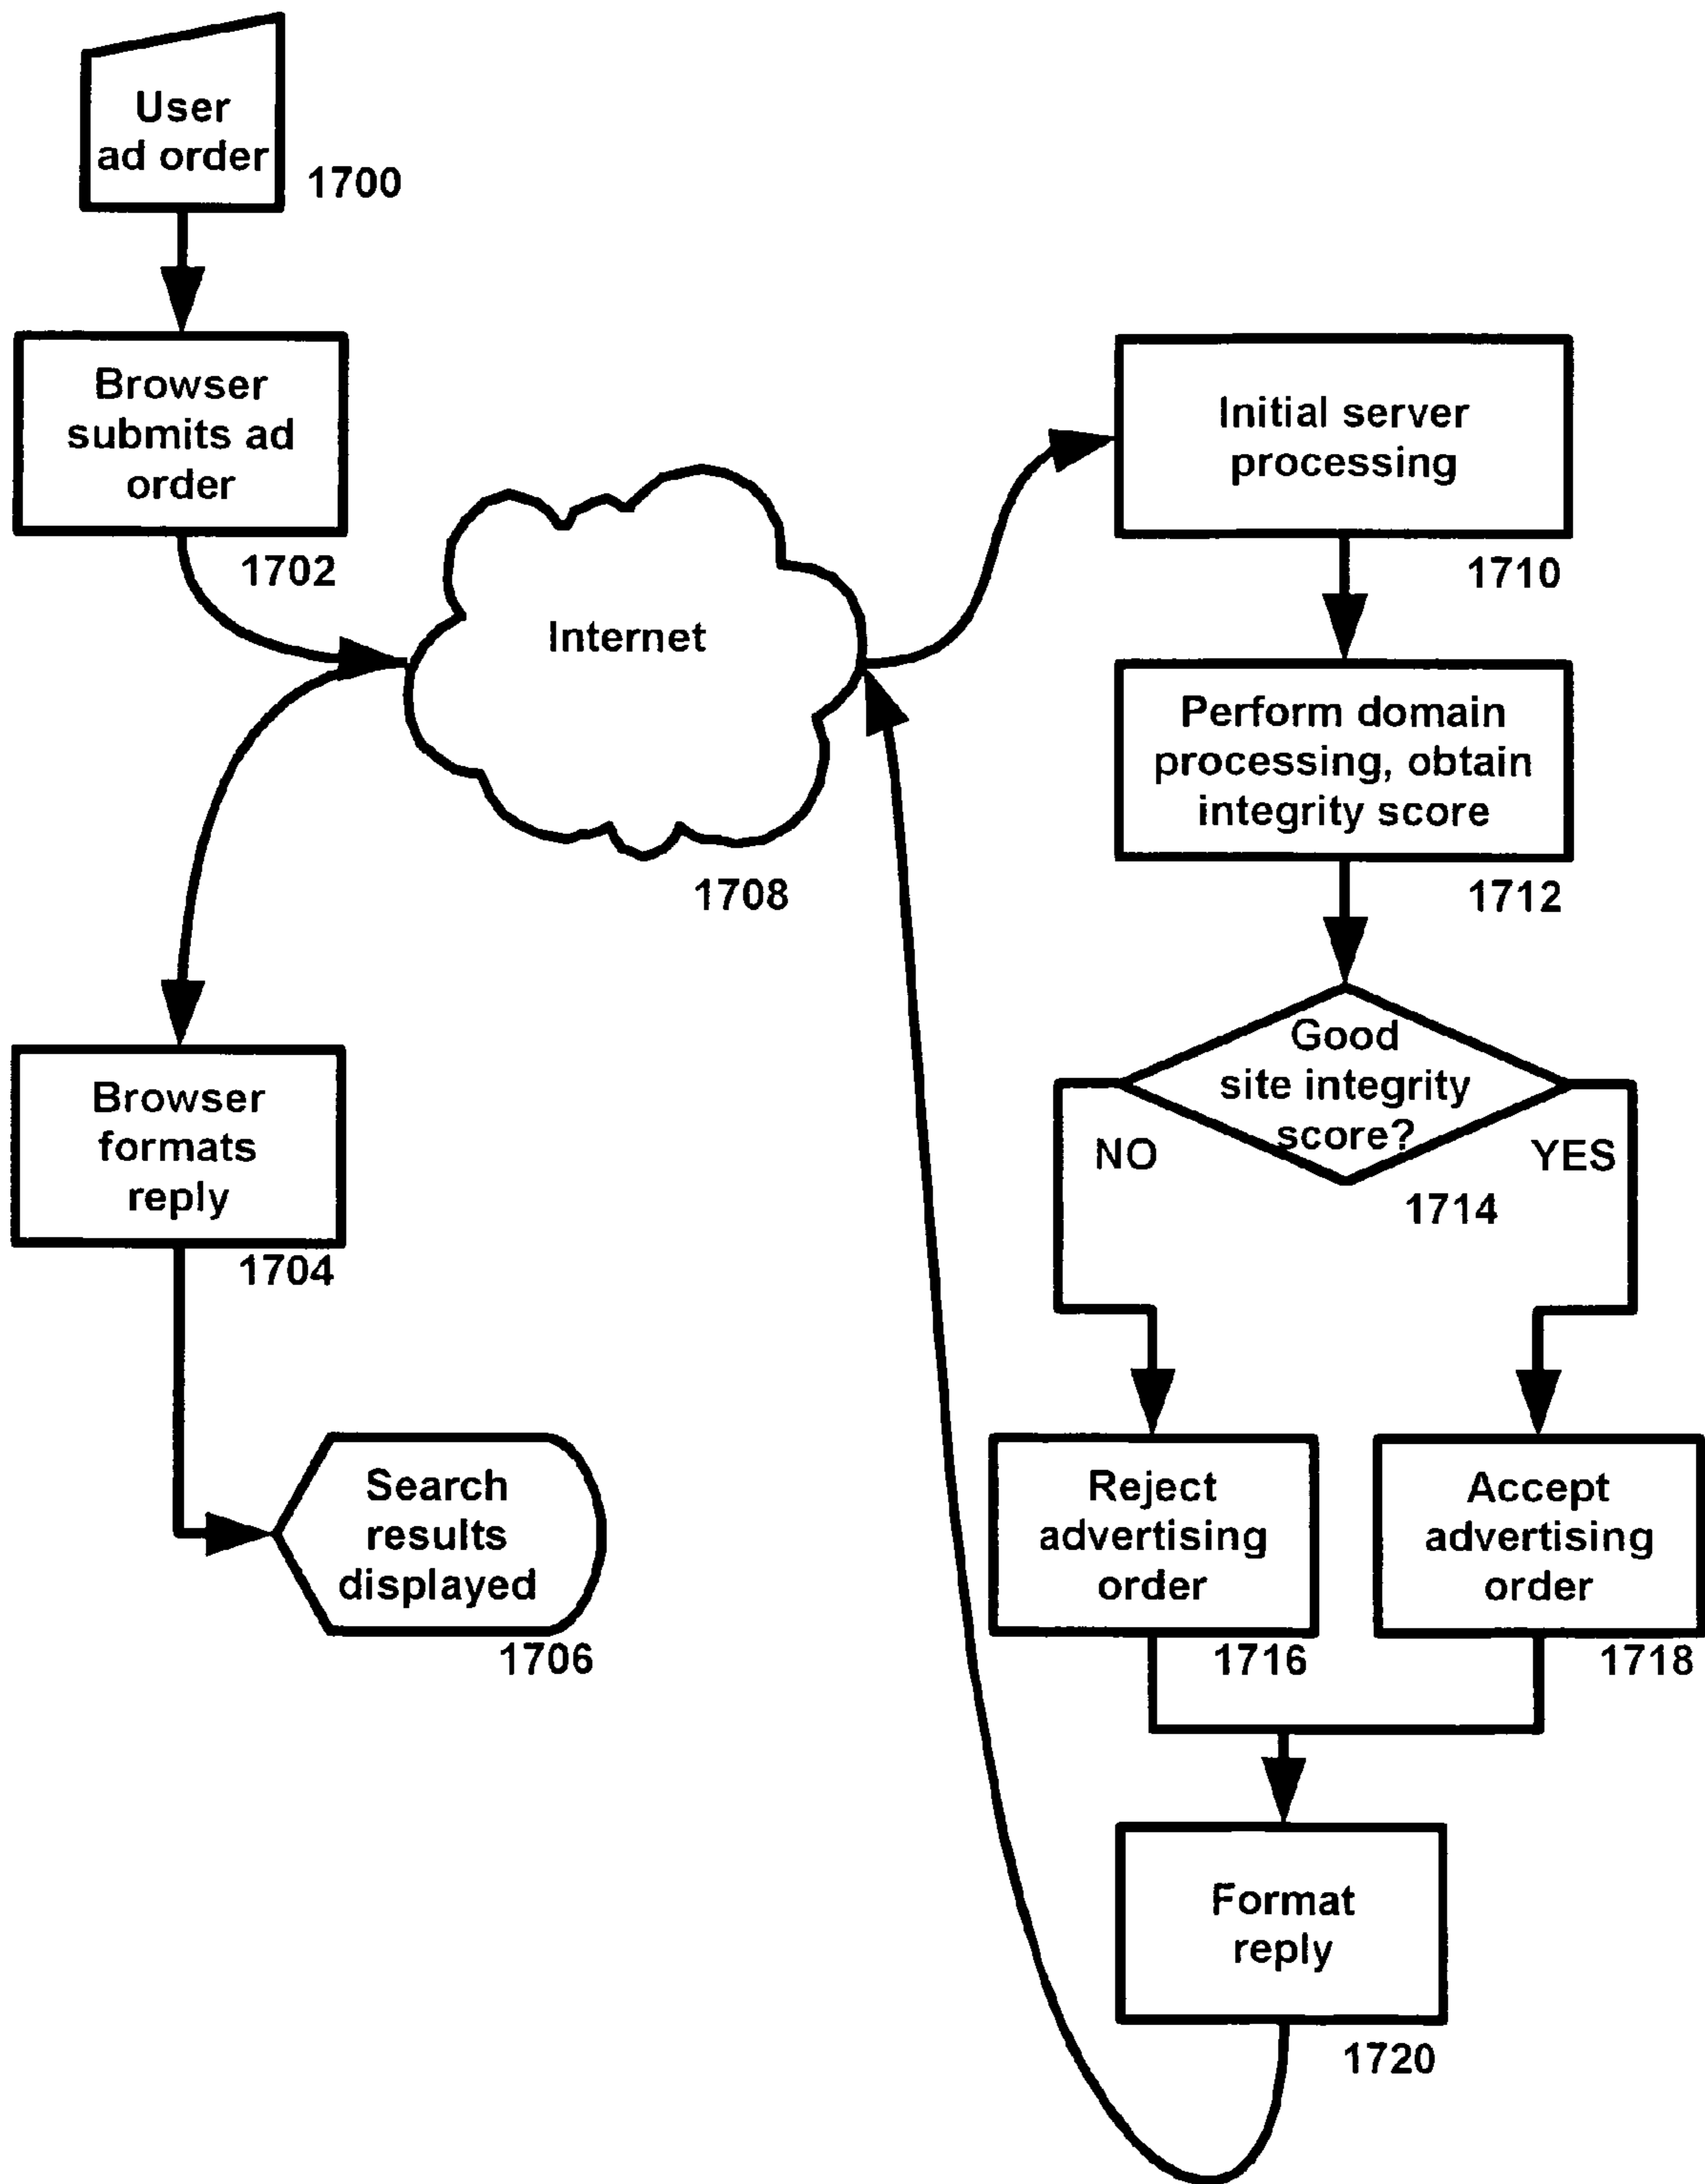 User
ad order
1700
Browser
submits ad
order
1702
Internet
1708
Initial server
processing
1710
Perform domain
processing, obtain
integrity score
1712
Good
site integrity
score?
NO
YES
1714
Browser
formats
reply
1704
Search
results
displayed
1706
Reject
advertising
order
1716
Accept
advertising
order
1718
Format
reply
1720